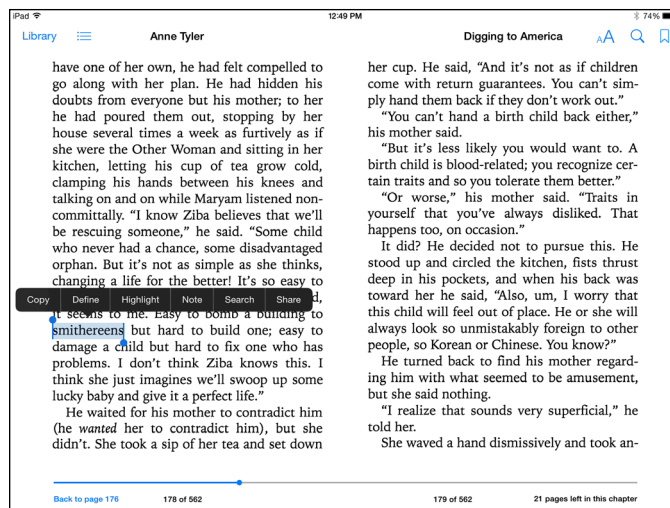 iPad 12:49 PM 74%
Library Anne Tyler Digging to America AA
have one of her own, he had felt compelled to
go along with her plan. He had hidden his
doubts from everyone but his mother; to her
he had poured them out, stopping by her
house several times a week as furtively as if
she were the Other Woman and sitting in her
kitchen, letting his cup of tea grow cold,
clamping his hands between his knees and
talking on and on while Maryam listened non-
committally. “I know Ziba believes that we’ll
be rescuing someone,” he said. “Some child
who never had a chance, some disadvantaged
orphan. But it’s not as simple as she thinks,
changing a life for the better! It’s so easy to
Copy Define Highlight Note Search Share
d,
it seems to me. Easy to bomb a building to
smithereens but hard to build one; easy to
damage a child but hard to fix one who has
problems. I don’t think Ziba knows this. I
think she just imagines we’ll swoop up some
lucky baby and give it a perfect life.”
He waited for his mother to contradict him
(he wanted her to contradict him), but she
didn’t. She took a sip of her tea and set down
her cup. He said, “And it’s not as if children
come with return guarantees. You can’t sim-
ply hand them back if they don’t work out.”
“You can’t hand a birth child back either,”
his mother said.
“But it’s less likely you would want to. A
birth child is blood-related; you recognize cer-
tain traits and so you tolerate them better.”
“Or worse,” his mother said. “Traits in
yourself that you’ve always disliked. That
happens too, on occasion.”
It did? He decided not to pursue this. He
stood up and circled the kitchen, fists thrust
deep in his pockets, and when his back was
toward her he said, “Also, um, I worry that
this child will feel out of place. He or she will
always look so unmistakably foreign to other
people, so Korean or Chinese. You know?”
He turned back to find his mother regard-
ing him with what seemed to be amusement,
but she said nothing.
“I realize that sounds very superficial,” he
told her.
She waved a hand dismissively and took an-
Back to page 176 178 of 562 179 of 562 21 pages left in this chapter